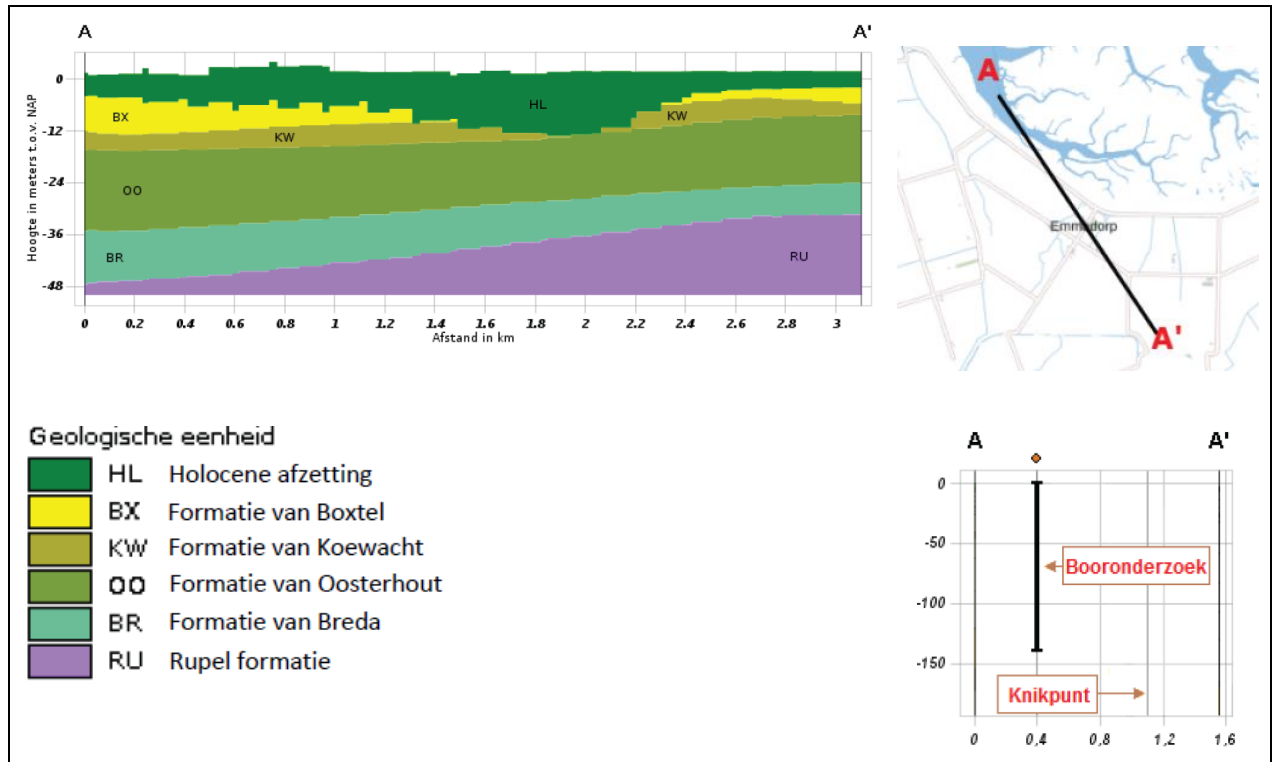 A A'
0
-12
-24
-36
-48
Hoogte in meters t.o.v. NAP
BX
KW
HL
KW
OO
BR
RU
0 0.2 0.4 0.6 0.8 1 1.2 1.4 1.6 1.8 2 2.2 2.4 2.6 2.8 3
Afstand in km
A
Emmadorp
A'
Geologische eenheid
HL Holocene afzetting
BX Formatie van Boxtel
KW Formatie van Koewacht
OO Formatie van Oosterhout
BR Formatie van Breda
RU Rupel formatie
A A'
0
-50
-100
-150
Booronderzoek
Knikpunt
0 0,4 0,8 1,2 1,6